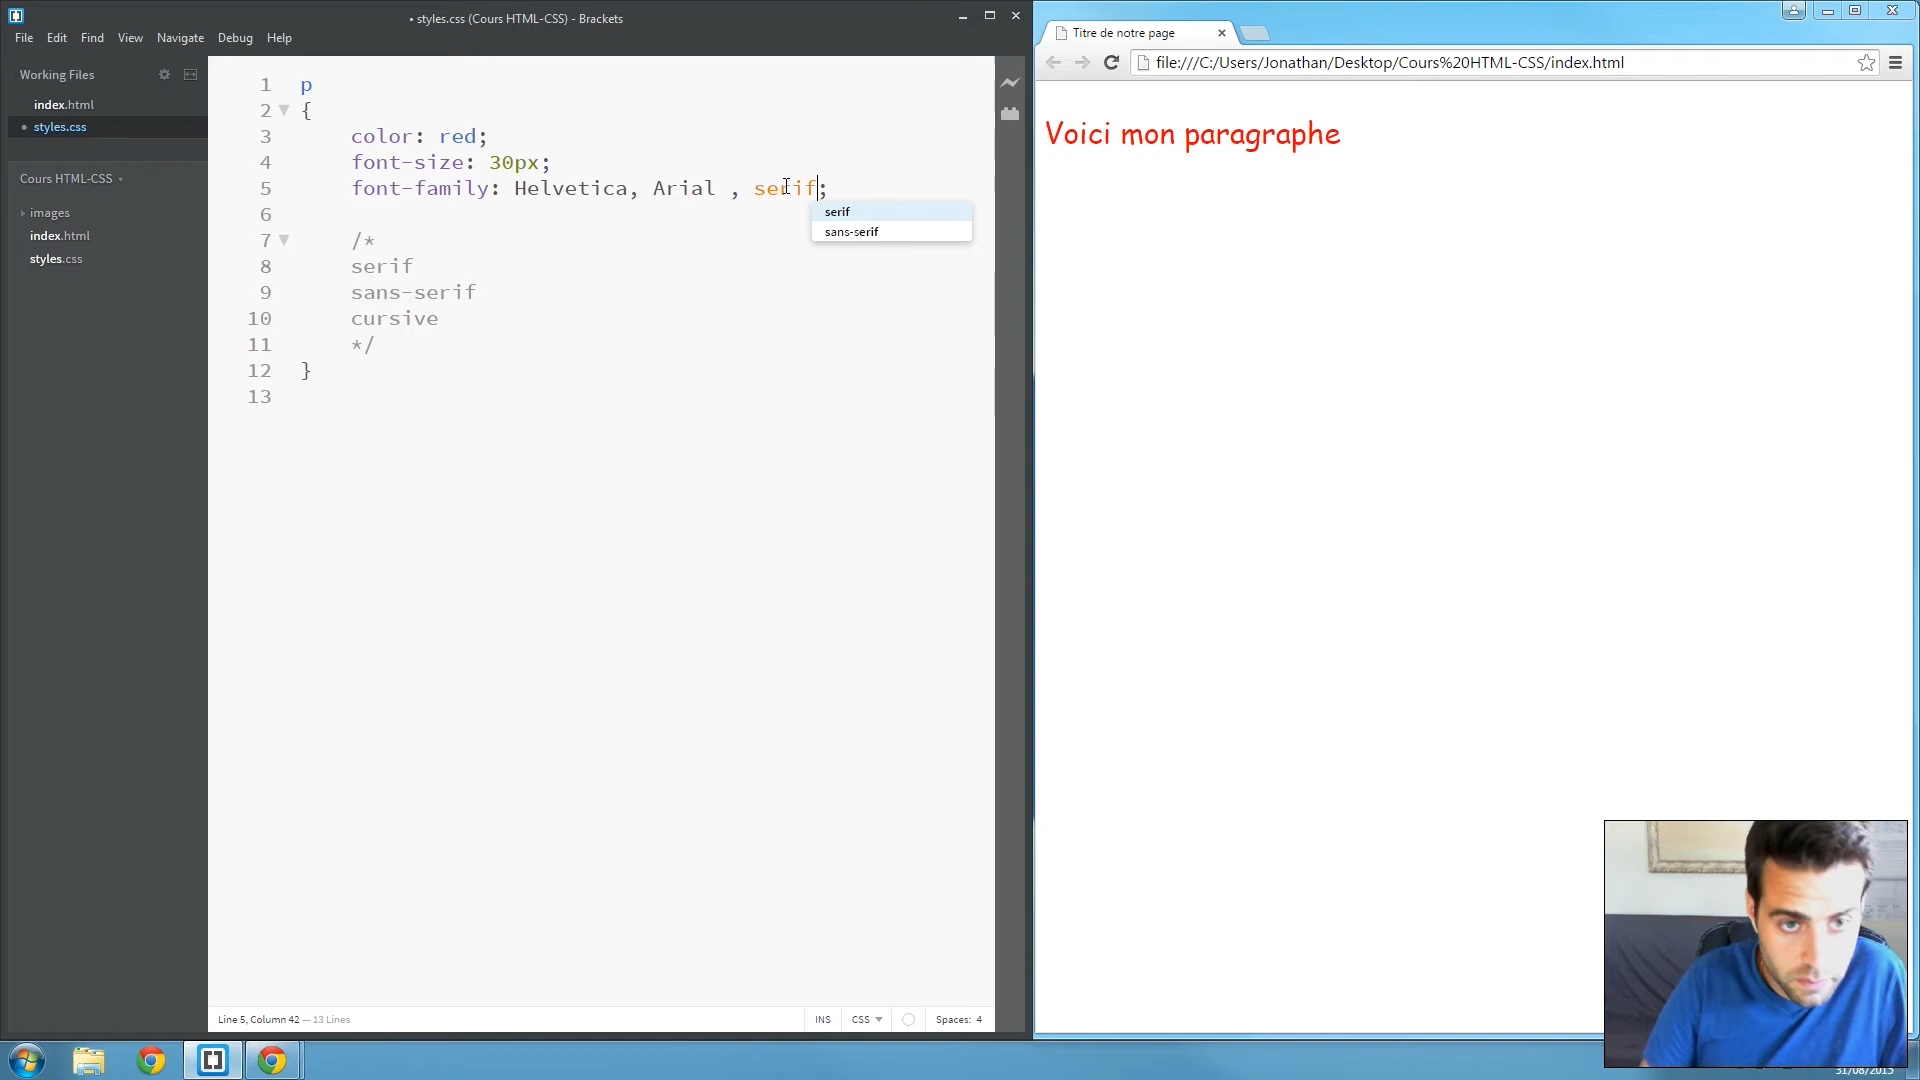 • styles.css (Cours HTML-CSS) - Brackets
File Edit Find View Navigate Debug Help
Working Files
index.html
• styles.css
Cours HTML-CSS
images
index.html
styles.css
1 p
2 {
3 color: red;
4 font-size: 30px;
5 font-family: Helvetica, Arial , serif;
6
7 /*
8 serif
9 sans-serif
10 cursive
11 */
12 }
13
serif
sans-serif
Line 5, Column 42 — 13 Lines
INS CSS Spaces: 4
Titre de notre page
file:///C:/Users/Jonathan/Desktop/Cours%20HTML-CSS/index.html
Voici mon paragraphe
31/08/2015